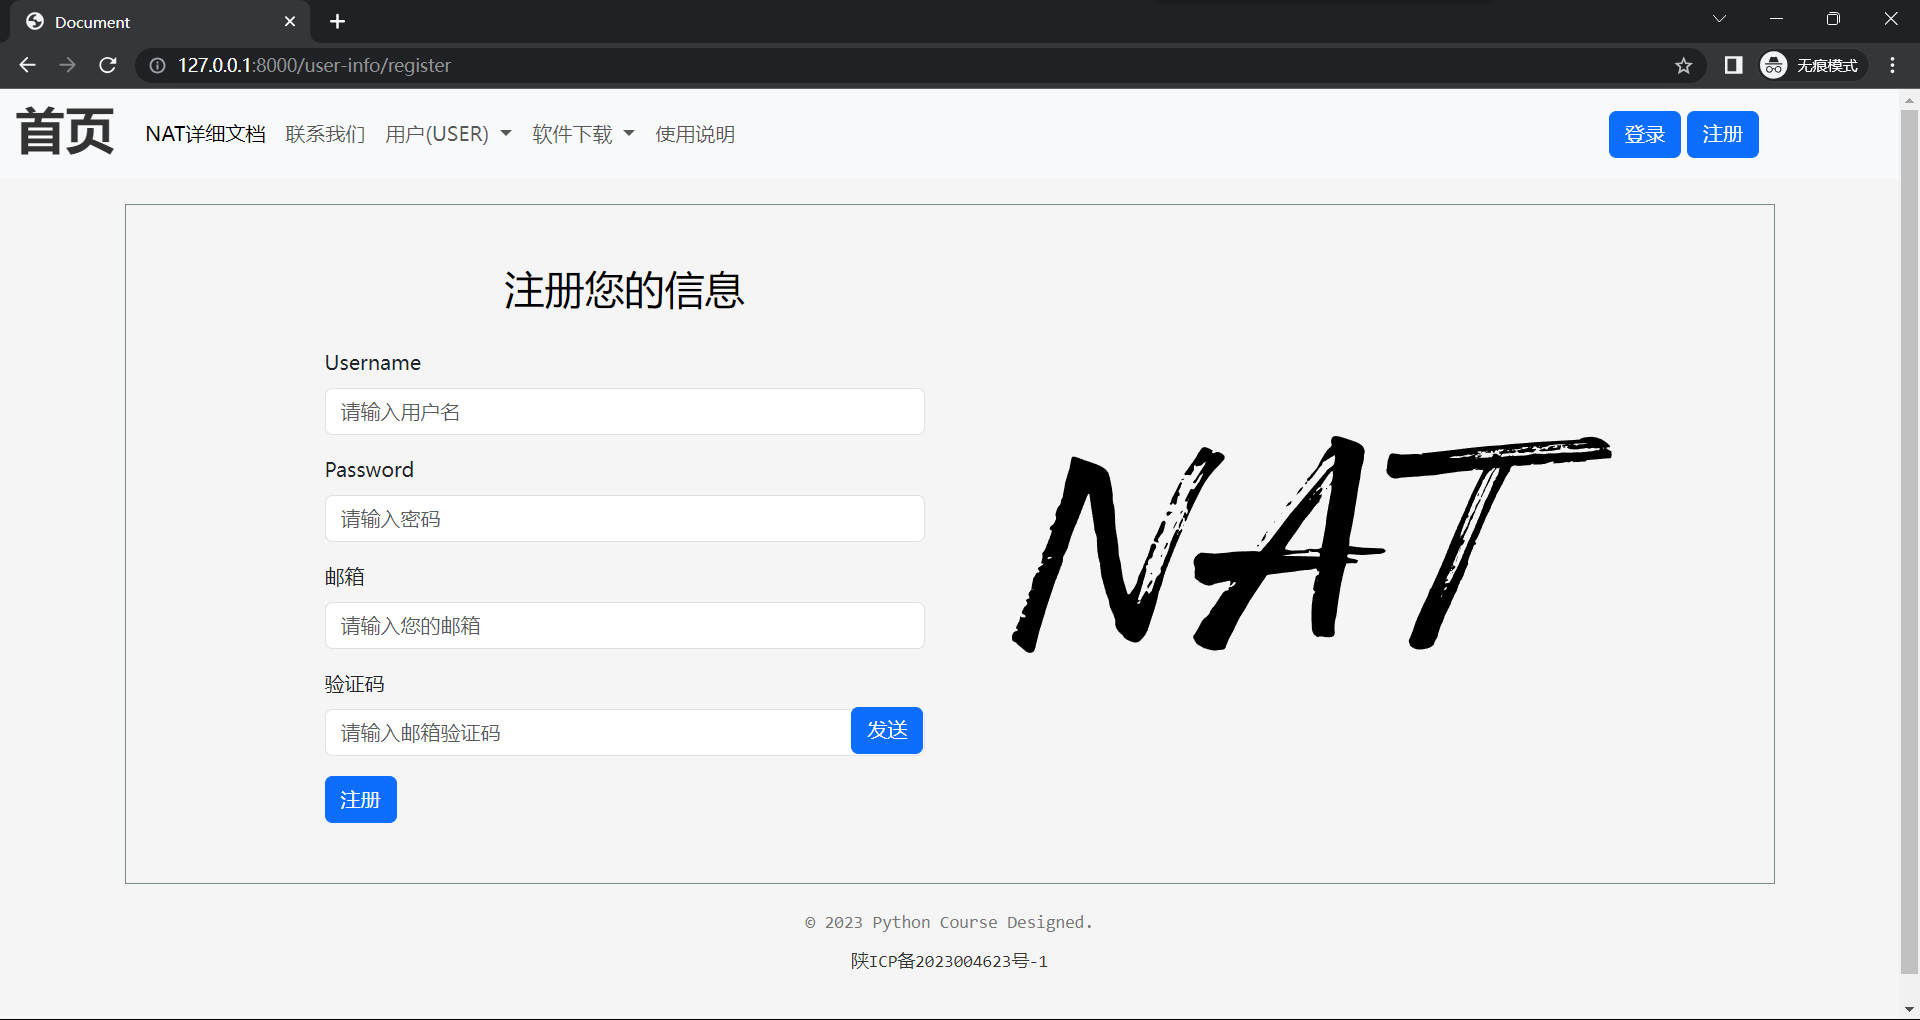 Document
127.0.0.1:8000/user-info/register
无痕模式
首页 NAT详细文档 联系我们 用户(USER) 软件下载 使用说明 登录 注册
注册您的信息
Username
请输入用户名
Password
请输入密码
邮箱
请输入您的邮箱
验证码
请输入邮箱验证码 发送
注册
NAT
© 2023 Python Course Designed.
陕ICP备2023004623号-1